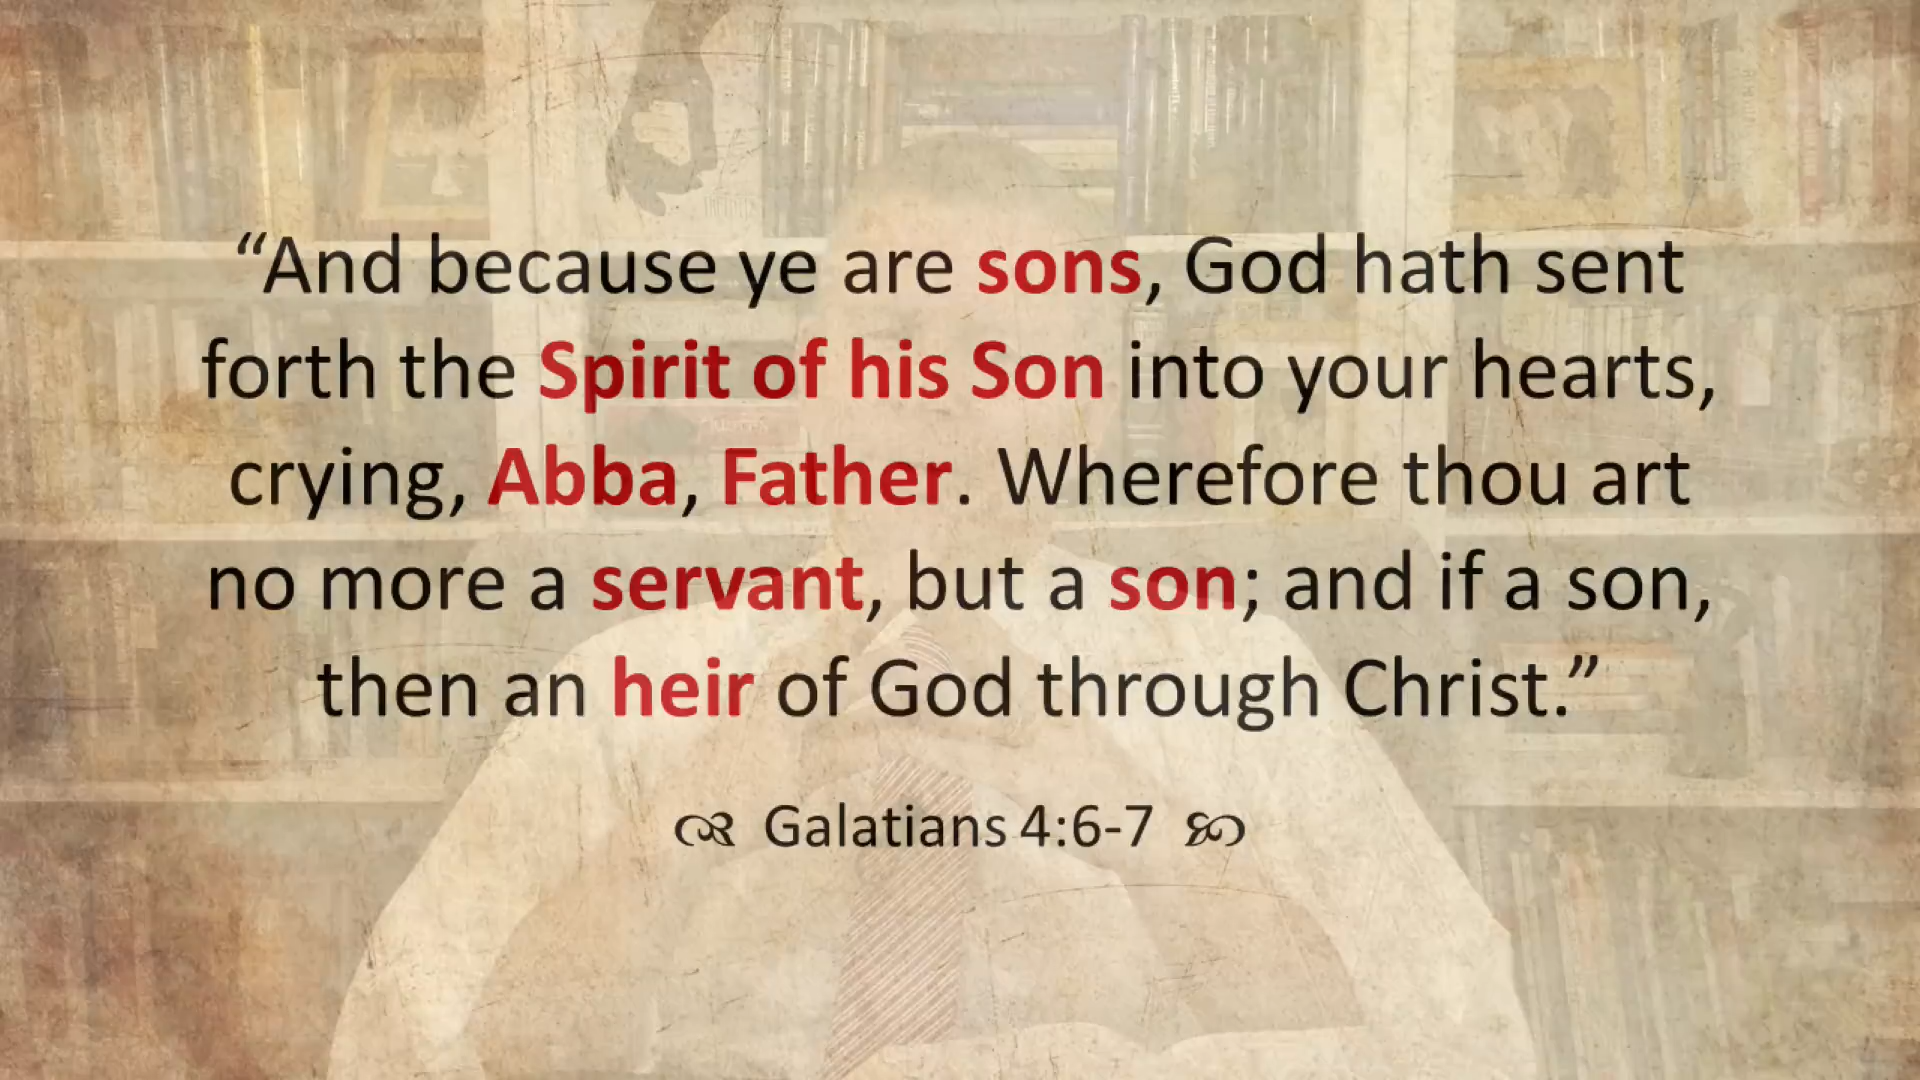 “And because ye are sons, God hath sent
forth the Spirit of his Son into your hearts,
crying, Abba, Father. Wherefore thou art
no more a servant, but a son; and if a son,
then an heir of God through Christ.”
Galatians 4:6-7